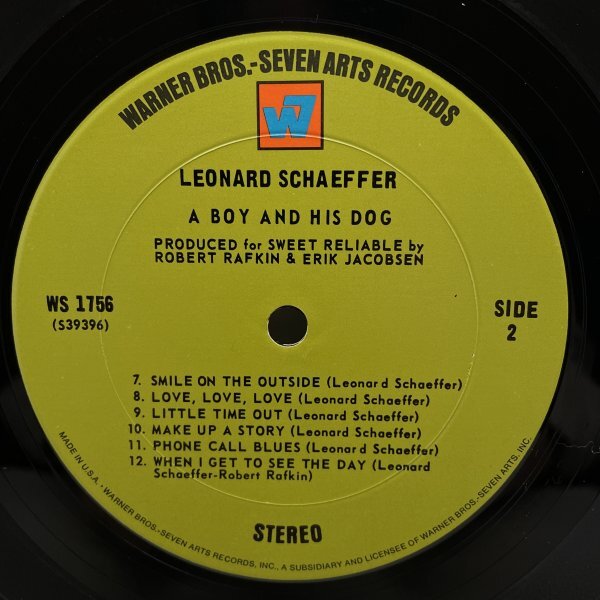 WARNER BROS.-SEVEN ARTS RECORDS
W7
LEONARD SCHAEFFER
A BOY AND HIS DOG
PRODUCED for SWEET RELIABLE by
ROBERT RAFKIN & ERIK JACOBSEN
WS 1756
(S39396)
SIDE
2
7. SMILE ON THE OUTSIDE (Leonard Schaeffer)
8. LOVE, LOVE, LOVE (Leonard Schaeffer)
9. LITTLE TIME OUT (Leonard Schaeffer)
10. MAKE UP A STORY (Leonard Schaeffer)
11. PHONE CALL BLUES (Leonard Schaeffer)
12. WHEN I GET TO SEE THE DAY (Leonard
Schaeffer-Robert Rafkin)
STEREO
MADE IN U.S.A. • WARNER BROS.-SEVEN ARTS RECORDS, INC., A SUBSIDIARY AND LICENSEE OF WARNER BROS.-SEVEN ARTS, INC.